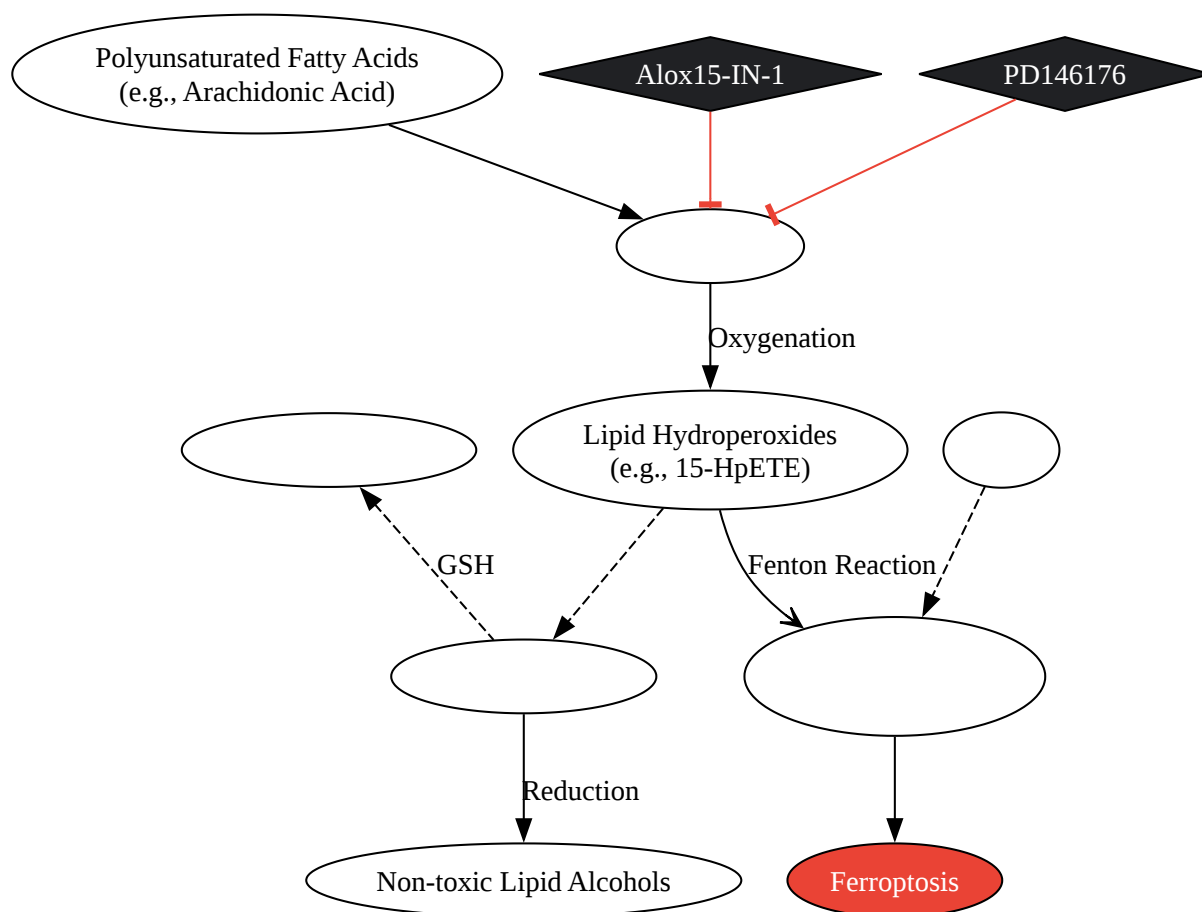 Polyunsaturated Fatty Acids
(e.g., Arachidonic Acid)
Alox15-IN-1
PD146176
Oxygenation
Lipid Hydroperoxides
(e.g., 15-HpETE)
GSH
Fenton Reaction
Reduction
Non-toxic Lipid Alcohols
Ferroptosis